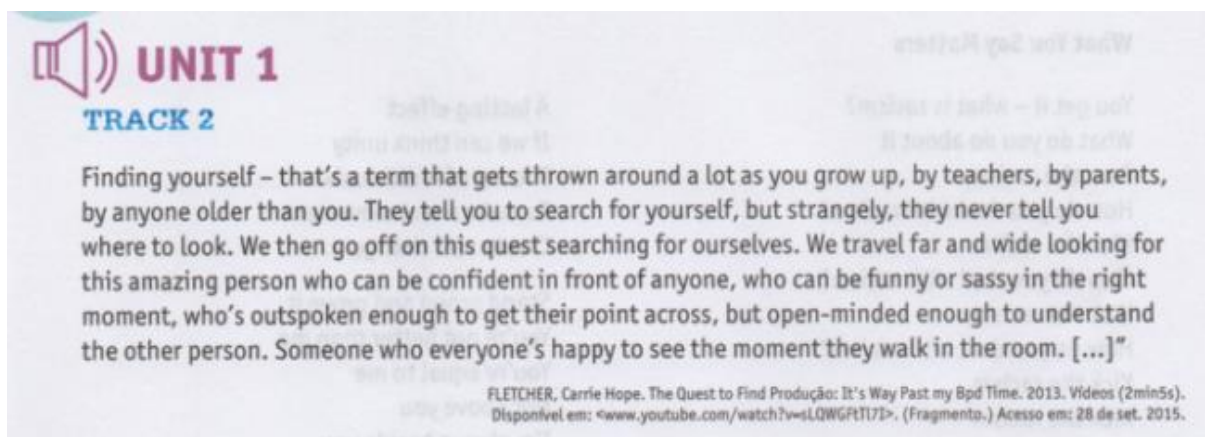 UNIT 1
TRACK 2
Finding yourself – that's a term that gets thrown around a lot as you grow up, by teachers, by parents,
by anyone older than you. They tell you to search for yourself, but strangely, they never tell you
where to look. We then go off on this quest searching for ourselves. We travel far and wide looking for
this amazing person who can be confident in front of anyone, who can be funny or sassy in the right
moment, who's outspoken enough to get their point across, but open-minded enough to understand
the other person. Someone who everyone's happy to see the moment they walk in the room. [...]"
FLETCHER, Carrie Hope. The Quest to Find Produção: It's Way Past my Bpd Time. 2013. Vídeos (2min5s).
Disponível em: <www.youtube.com/watch?v=sLQWGFtTl7I>. (Fragmento.) Acesso em: 28 de set. 2015.